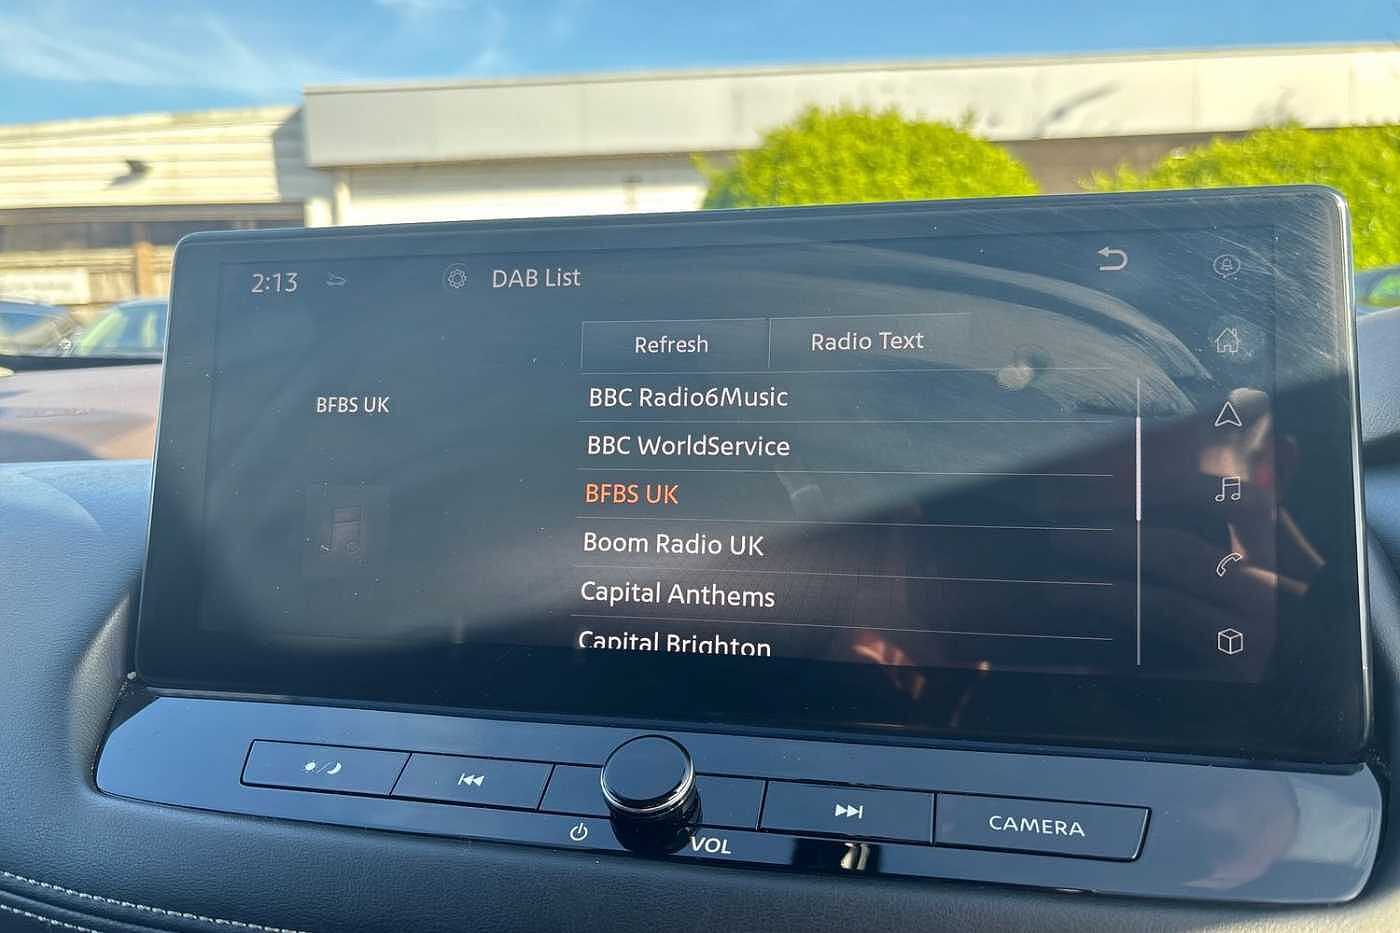 2:13
DAB List
Refresh
Radio Text
BFBS UK
BBC Radio6Music
BBC WorldService
BFBS UK
Boom Radio UK
Capital Anthems
Capital Brighton
VOL
CAMERA